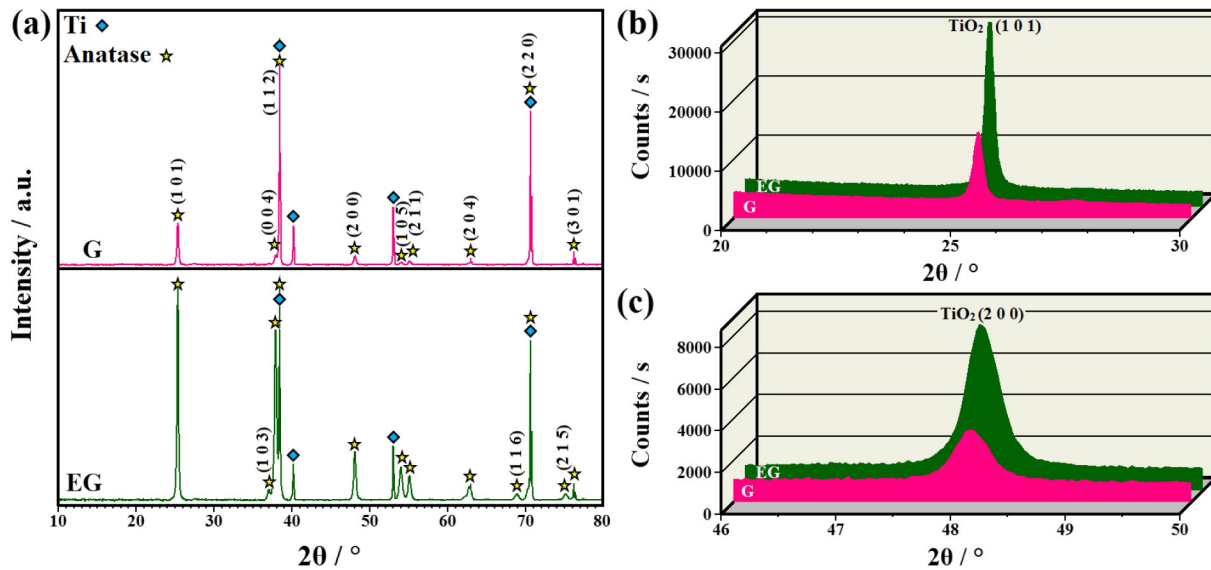 (a)
Ti
Anatase
(1 0 1)
(0 0 4)
(1 1 2)
(2 0 0)
(1 0 5)
(2 1 1)
(2 0 4)
(2 2 0)
(3 0 1)
G
(1 0 3)
(1 1 6)
(2 1 5)
EG
Intensity / a.u.
10 20 30 40 50 60 70 80
2θ / °
(b)
TiO2 (1 0 1)
30000
20000
10000
0
Counts / s
EG
G
20 25 30
2θ / °
(c)
TiO2 (2 0 0)
8000
6000
4000
2000
0
Counts / s
EG
G
46 47 48 49 50
2θ / °